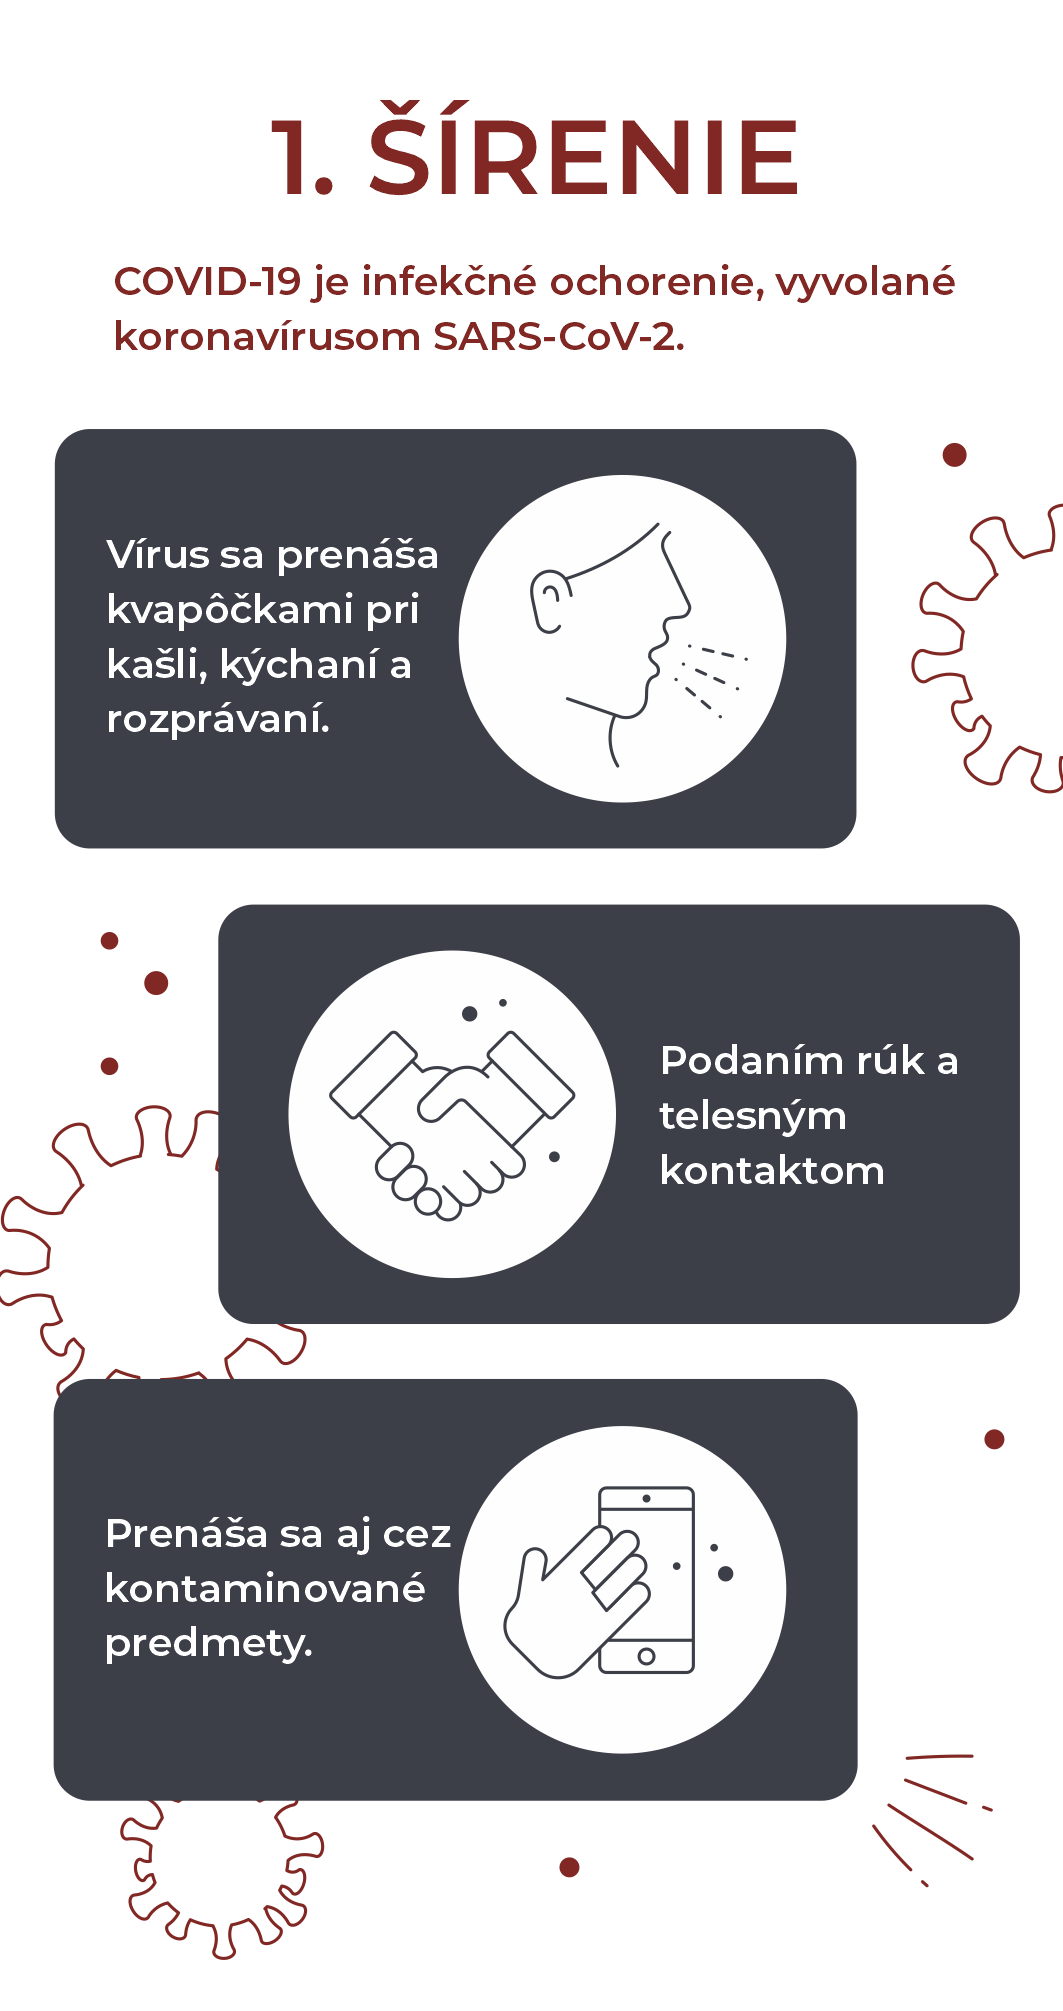 1. ŠÍRENIE
COVID-19 je infekčné ochorenie, vyvolané
koronavírusom SARS-CoV-2.
Vírus sa prenáša
kvapôčkami pri
kašli, kýchaní a
rozprávaní.
Podaním rúk a
telesným
kontaktom
Prenáša sa aj cez
kontaminované
predmety.